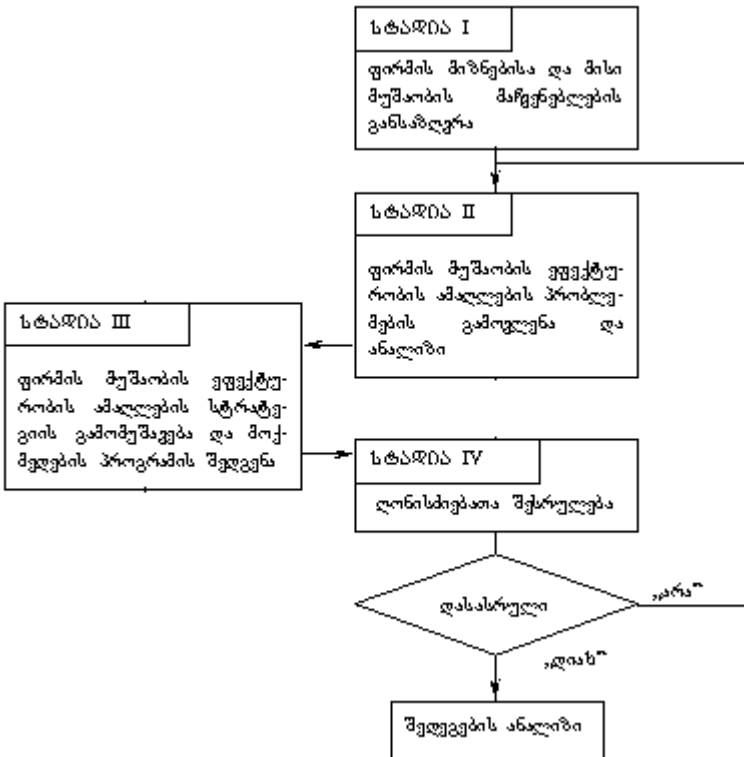 სტადია I
ფირმის მიზნებისა და მისი
მუშაობის მაჩვენებლების
განსაზღვრა
სტადია II
ფირმის მუშაობის ეფექტუ-
რობის ამაღლების პრობლე-
მების გამოვლენა და
ანალიზი
სტადია III
ფირმის მუშაობის ეფექტუ-
რობის ამაღლების სტრატე-
გიის გამომუშავება და მოქ-
მედების პროგრამის შედგენა
სტადია IV
ღონისძიებათა შესრულება
დასასრული
„არა”
„დიახ”
შედეგების ანალიზი